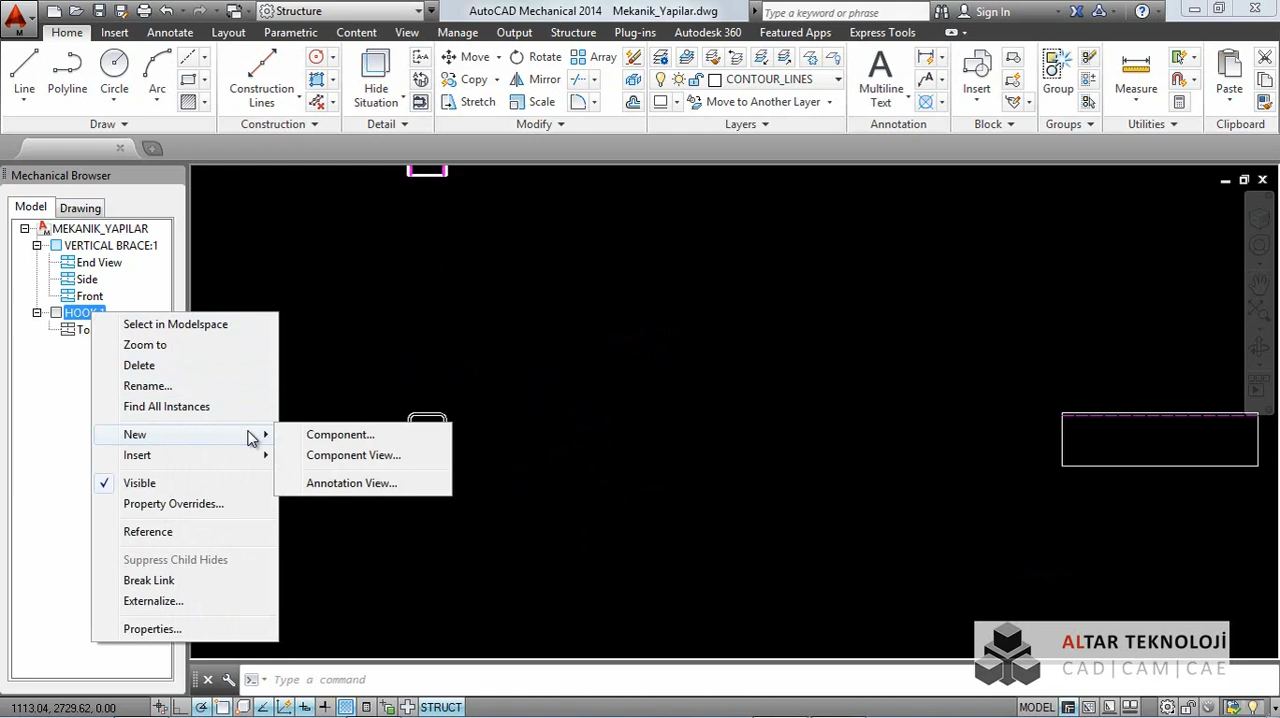 Structure
AutoCAD Mechanical 2014 Mekanik_Yapilar.dwg
Type a keyword or phrase
Sign In
Home Insert Annotate Layout Parametric Content View Manage Output Structure Plug-ins Autodesk 360 Featured Apps Express Tools
Line Polyline Circle Arc
Construction Lines
Hide Situation
Move Rotate Array
Copy Mirror
Stretch Scale
CONTOUR_LINES
Move to Another Layer
Multiline Text
Insert
Group
Measure
Paste
Draw Construction Detail Modify Layers Annotation Block Groups Utilities Clipboard
Mechanical Browser
Model Drawing
MEKANIK_YAPILAR
VERTICAL BRACE:1
End View
Side
Front
HOOK:1
To
Select in Modelspace
Zoom to
Delete
Rename...
Find All Instances
New
Insert
Visible
Property Overrides...
Reference
Suppress Child Hides
Break Link
Externalize...
Properties...
Component...
Component View...
Annotation View...
ALTAR TEKNOLOJİ
CAD|CAM|CAE
Type a command
1113.04, 2729.62, 0.00
STRUCT
MODEL